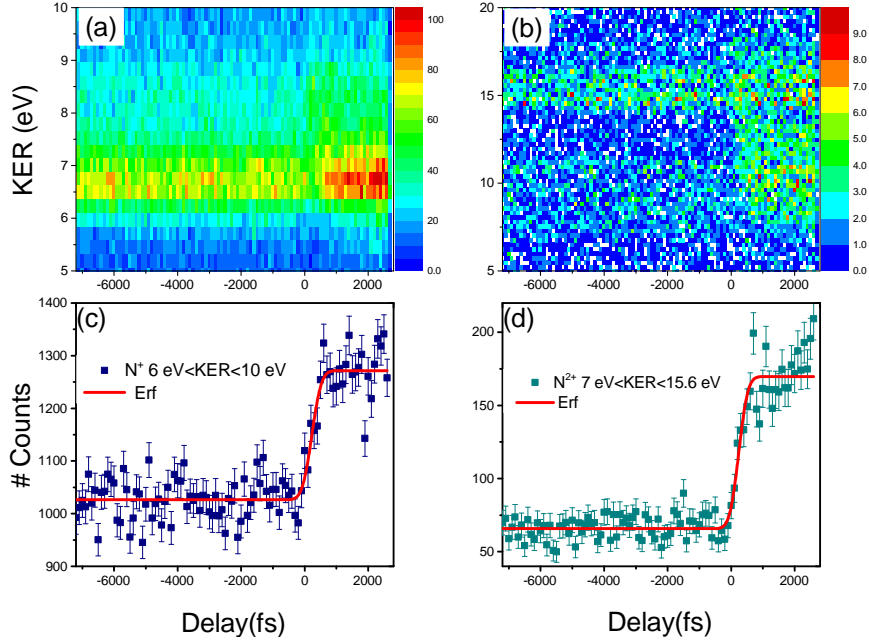 (a)
KER (eV)
10
9
8
7
6
5
-6000 -4000 -2000 0 2000
100
80
60
40
20
0.0
(b)
20
15
10
5
-6000 -4000 -2000 0 2000
9.0
8.0
7.0
6.0
5.0
4.0
3.0
2.0
1.0
0.0
(c)
# Counts
1400
1300
1200
1100
1000
900
N⁺ 6 eV<KER<10 eV
Erf
-6000 -4000 -2000 0 2000
Delay(fs)
(d)
200
150
100
50
N²⁺ 7 eV<KER<15.6 eV
Erf
-6000 -4000 -2000 0 2000
Delay(fs)